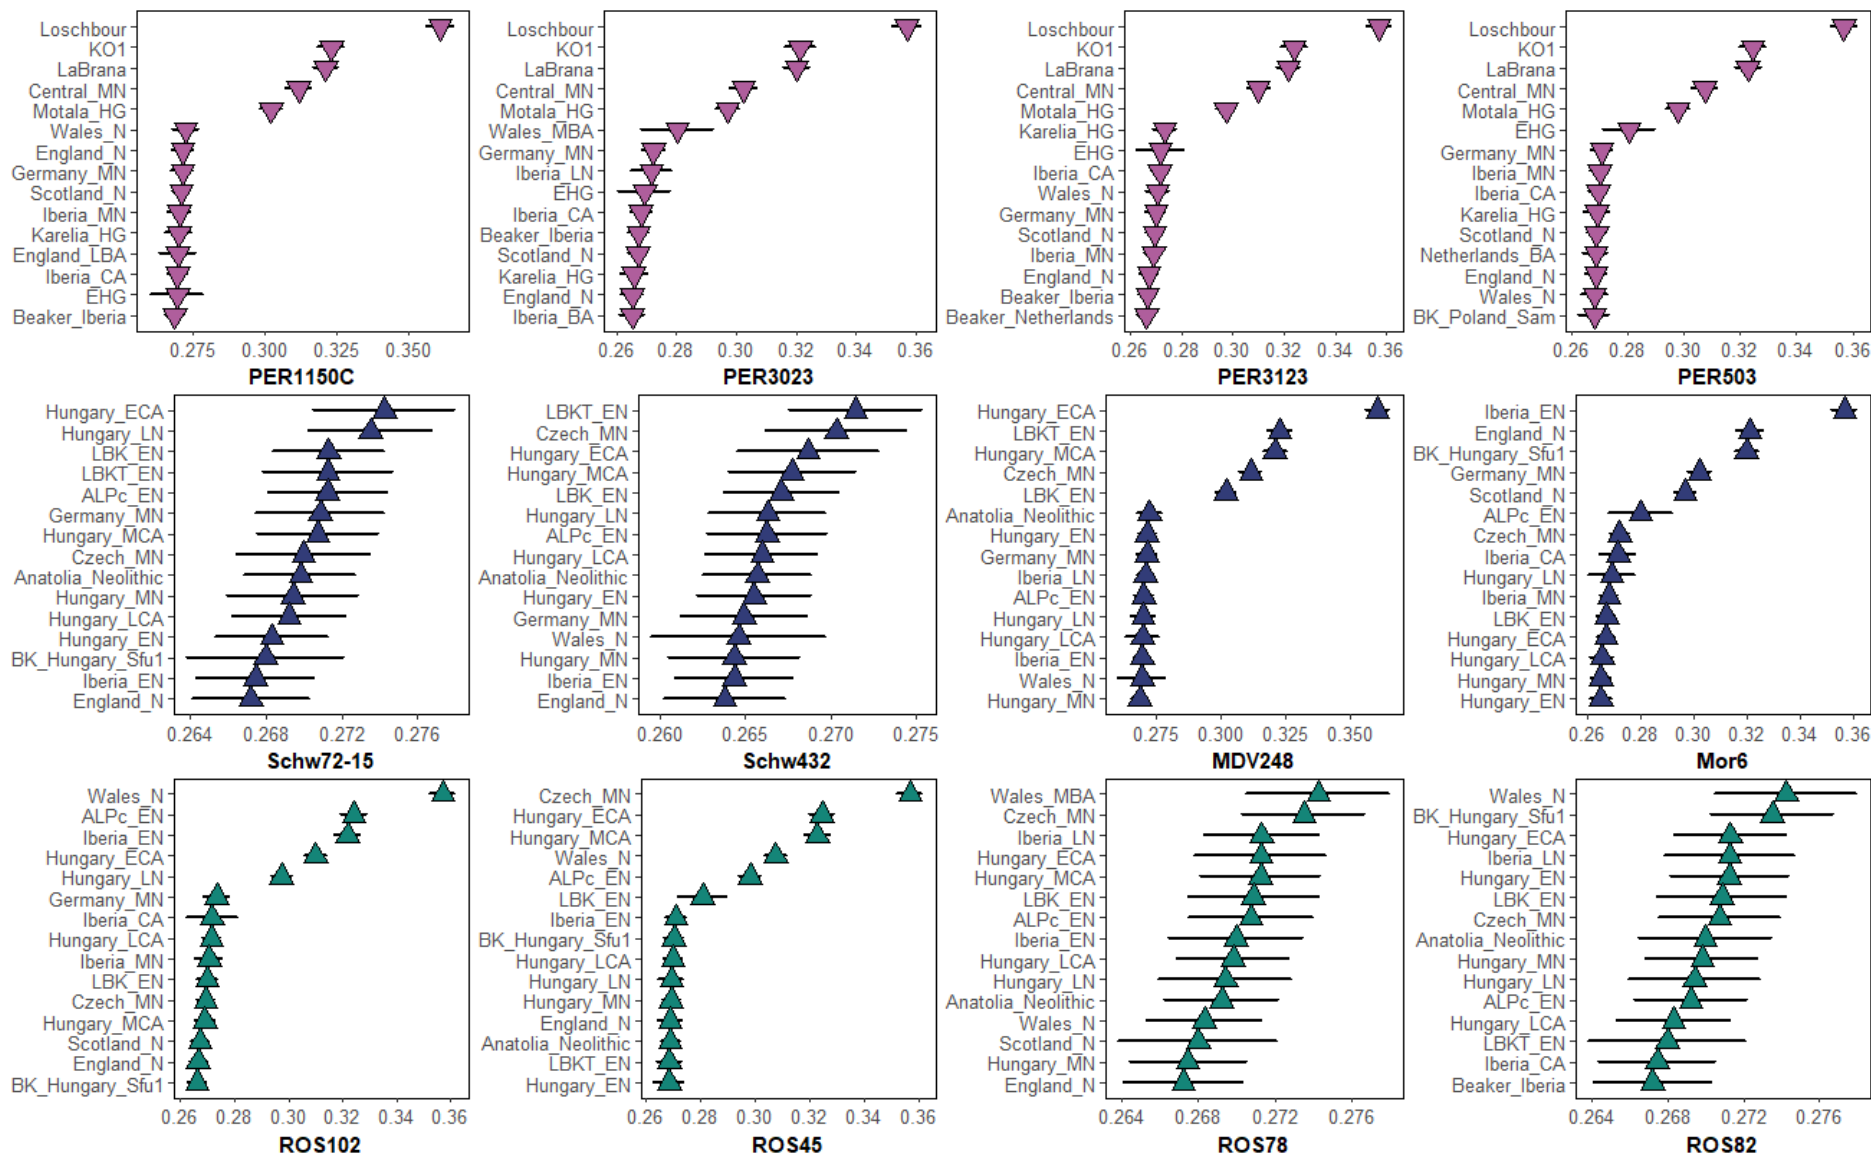 Loschbour
KO1
LaBrana
Central_MN
Motala_HG
Wales_N
England_N
Germany_MN
Scotland_N
Iberia_MN
Karelia_HG
England_LBA
Iberia_CA
EHG
Beaker_Iberia
0.275 0.300 0.325 0.350
PER1150C
Loschbour
KO1
LaBrana
Central_MN
Motala_HG
Wales_MBA
Germany_MN
Iberia_LN
EHG
Iberia_CA
Beaker_Iberia
Scotland_N
Karelia_HG
England_N
Iberia_BA
0.26 0.28 0.30 0.32 0.34 0.36
PER3023
Loschbour
KO1
LaBrana
Central_MN
Motala_HG
Karelia_HG
EHG
Iberia_CA
Wales_N
Germany_MN
Scotland_N
Iberia_MN
England_N
Beaker_Iberia
Beaker_Netherlands
0.26 0.28 0.30 0.32 0.34 0.36
PER3123
Loschbour
KO1
LaBrana
Central_MN
Motala_HG
EHG
Germany_MN
Iberia_MN
Iberia_CA
Karelia_HG
Scotland_N
Netherlands_BA
England_N
Wales_N
BK_Poland_Sam
0.26 0.28 0.30 0.32 0.34 0.36
PER503
Hungary_ECA
Hungary_LN
LBK_EN
LBKT_EN
ALPc_EN
Germany_MN
Hungary_MCA
Czech_MN
Anatolia_Neolithic
Hungary_MN
Hungary_LCA
Hungary_EN
BK_Hungary_Sfu1
Iberia_EN
England_N
0.264 0.268 0.272 0.276
Schw72-15
LBKT_EN
Czech_MN
Hungary_ECA
Hungary_MCA
LBK_EN
Hungary_LN
ALPc_EN
Hungary_LCA
Anatolia_Neolithic
Hungary_EN
Germany_MN
Wales_N
Hungary_MN
Iberia_EN
England_N
0.260 0.265 0.270 0.275
Schw432
Hungary_ECA
LBKT_EN
Hungary_MCA
Czech_MN
LBK_EN
Anatolia_Neolithic
Hungary_EN
Germany_MN
Iberia_LN
ALPc_EN
Hungary_LN
Hungary_LCA
Iberia_EN
Wales_N
Hungary_MN
0.275 0.300 0.325 0.350
MDV248
Iberia_EN
England_N
BK_Hungary_Sfu1
Germany_MN
Scotland_N
ALPc_EN
Czech_MN
Iberia_CA
Hungary_LN
Iberia_MN
LBK_EN
Hungary_ECA
Hungary_LCA
Hungary_MN
Hungary_EN
0.26 0.28 0.30 0.32 0.34 0.36
Mor6
Wales_N
ALPc_EN
Iberia_EN
Hungary_ECA
Hungary_LN
Germany_MN
Iberia_CA
Hungary_LCA
Iberia_MN
LBK_EN
Czech_MN
Hungary_MCA
Scotland_N
England_N
BK_Hungary_Sfu1
0.26 0.28 0.30 0.32 0.34 0.36
ROS102
Czech_MN
Hungary_ECA
Hungary_MCA
Wales_N
ALPc_EN
LBK_EN
Iberia_EN
BK_Hungary_Sfu1
Hungary_LCA
Hungary_LN
Hungary_MN
England_N
Anatolia_Neolithic
LBKT_EN
Hungary_EN
0.26 0.28 0.30 0.32 0.34 0.36
ROS45
Wales_MBA
Czech_MN
Iberia_LN
Hungary_ECA
Hungary_MCA
LBK_EN
ALPc_EN
Iberia_EN
Hungary_LCA
Hungary_LN
Anatolia_Neolithic
Wales_N
Scotland_N
Hungary_MN
England_N
0.264 0.268 0.272 0.276
ROS78
Wales_N
BK_Hungary_Sfu1
Hungary_ECA
Iberia_LN
Hungary_EN
LBK_EN
Czech_MN
Anatolia_Neolithic
Hungary_MN
Hungary_LN
ALPc_EN
Hungary_LCA
LBKT_EN
Iberia_CA
Beaker_Iberia
0.264 0.268 0.272 0.276
ROS82